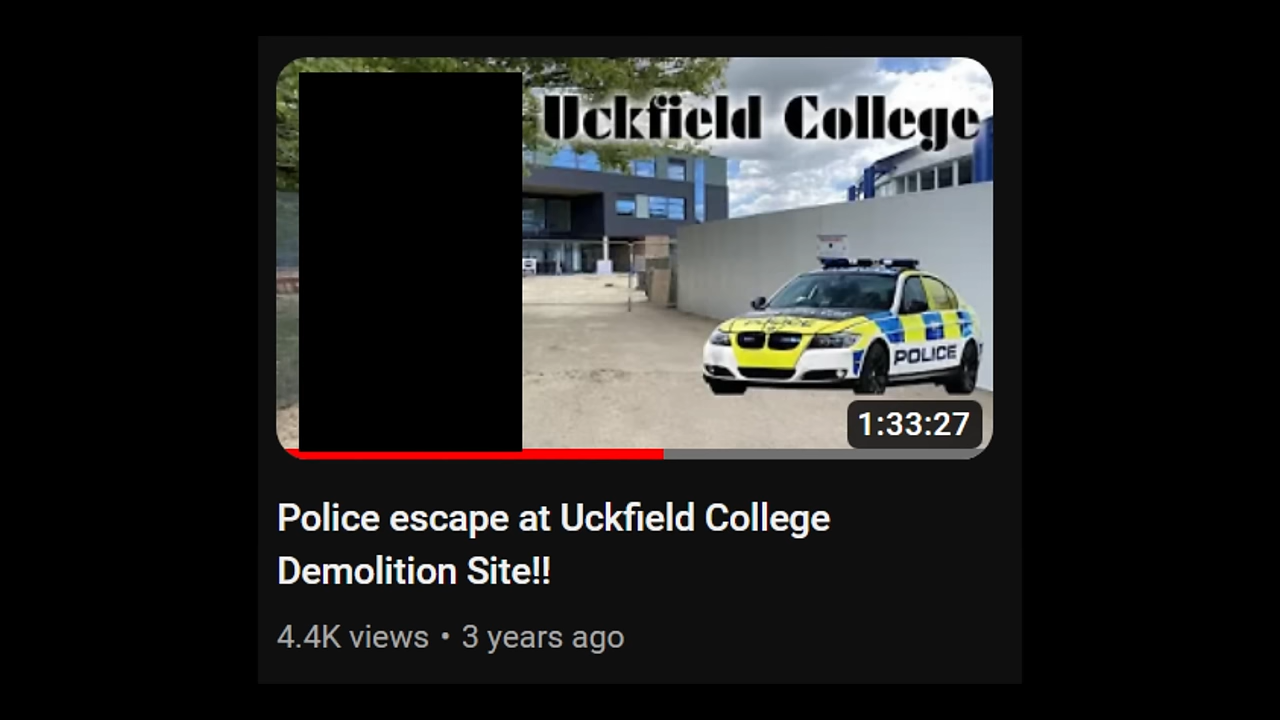 Uckfield College
POLICE
POLICE
1:33:27
Police escape at Uckfield College
Demolition Site!!
4.4K views • 3 years ago